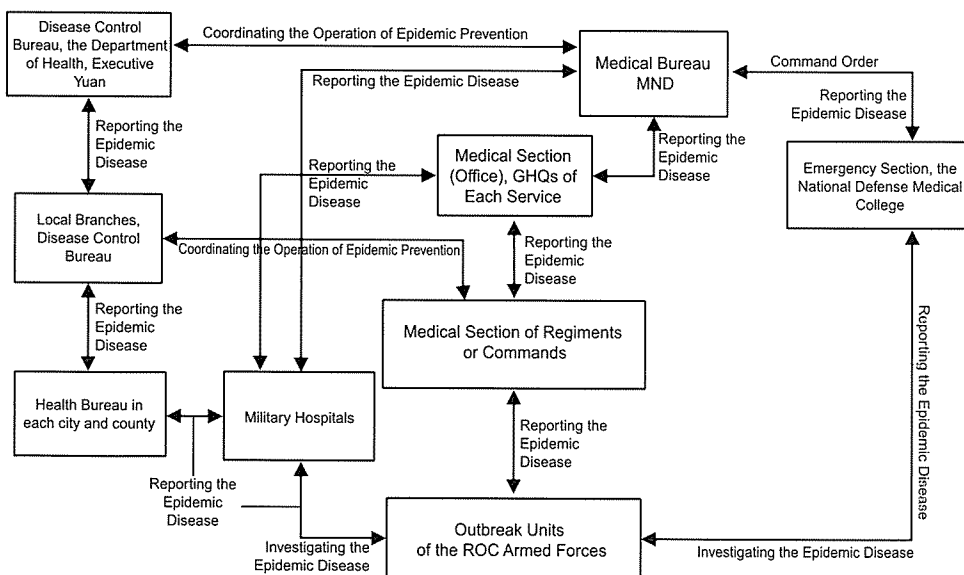 Disease Control
Bureau, the Department
of Health, Executive
Yuan
Coordinating the Operation of Epidemic Prevention
Reporting the Epidemic Disease
Medical Bureau
MND
Command Order
Reporting the
Epidemic Disease
Reporting the
Epidemic
Disease
Reporting the
Epidemic
Disease
Medical Section
(Office), GHQs of
Each Service
Reporting the
Epidemic
Disease
Emergency Section, the
National Defense Medical
College
Local Branches,
Disease Control
Bureau
Coordinating the Operation of Epidemic Prevention
Reporting the
Epidemic
Disease
Reporting the
Epidemic
Disease
Medical Section of Regiments
or Commands
Reporting the Epidemic Disease
Health Bureau in
each city and county
Military Hospitals
Reporting the
Epidemic
Disease
Reporting the
Epidemic
Disease
Investigating the
Epidemic Disease
Outbreak Units
of the ROC Armed Forces
Investigating the Epidemic Disease